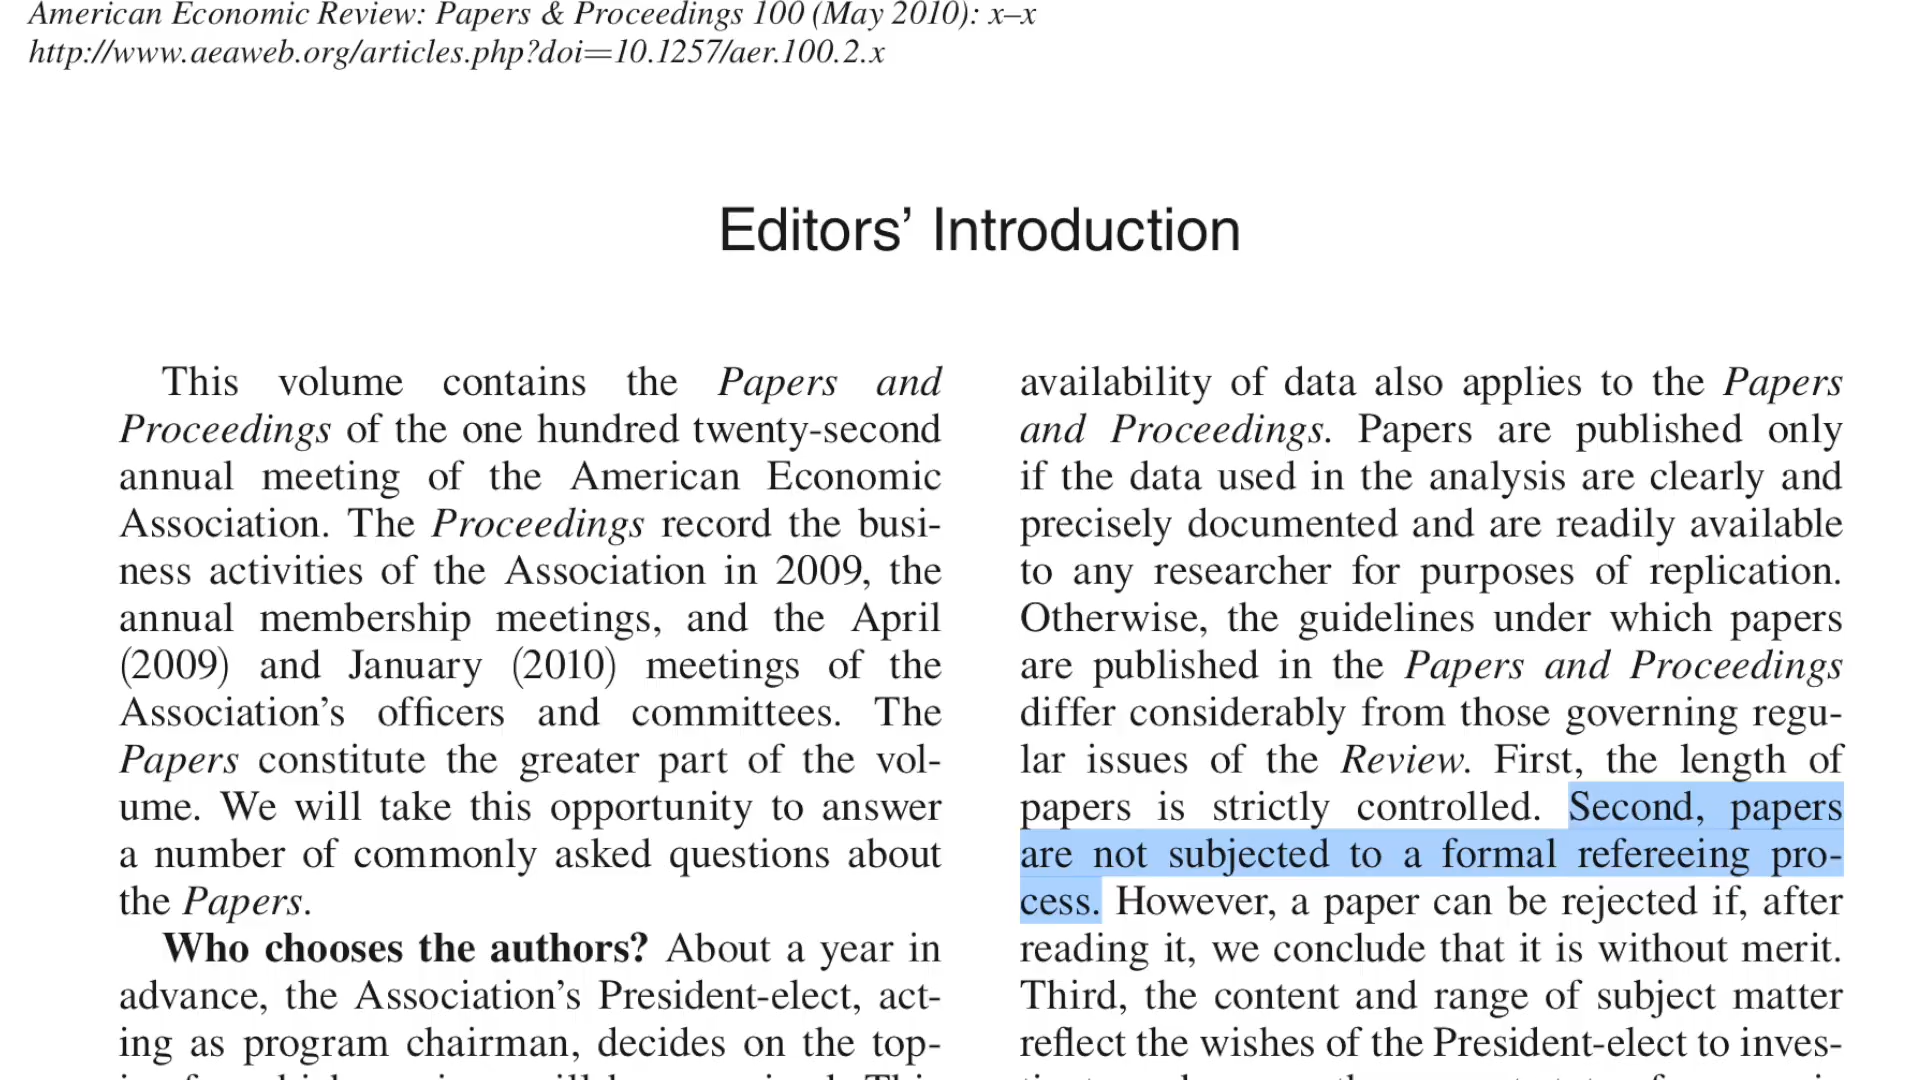 American Economic Review: Papers & Proceedings 100 (May 2010): x–x
http://www.aeaweb.org/articles.php?doi=10.1257/aer.100.2.x
Editors’ Introduction
This volume contains the Papers and
Proceedings of the one hundred twenty-second
annual meeting of the American Economic
Association. The Proceedings record the busi-
ness activities of the Association in 2009, the
annual membership meetings, and the April
(2009) and January (2010) meetings of the
Association’s officers and committees. The
Papers constitute the greater part of the vol-
ume. We will take this opportunity to answer
a number of commonly asked questions about
the Papers.
Who chooses the authors? About a year in
advance, the Association’s President-elect, act-
ing as program chairman, decides on the top-
availability of data also applies to the Papers
and Proceedings. Papers are published only
if the data used in the analysis are clearly and
precisely documented and are readily available
to any researcher for purposes of replication.
Otherwise, the guidelines under which papers
are published in the Papers and Proceedings
differ considerably from those governing regu-
lar issues of the Review. First, the length of
papers is strictly controlled. Second, papers
are not subjected to a formal refereeing pro-
cess. However, a paper can be rejected if, after
reading it, we conclude that it is without merit.
Third, the content and range of subject matter
reflect the wishes of the President-elect to inves-